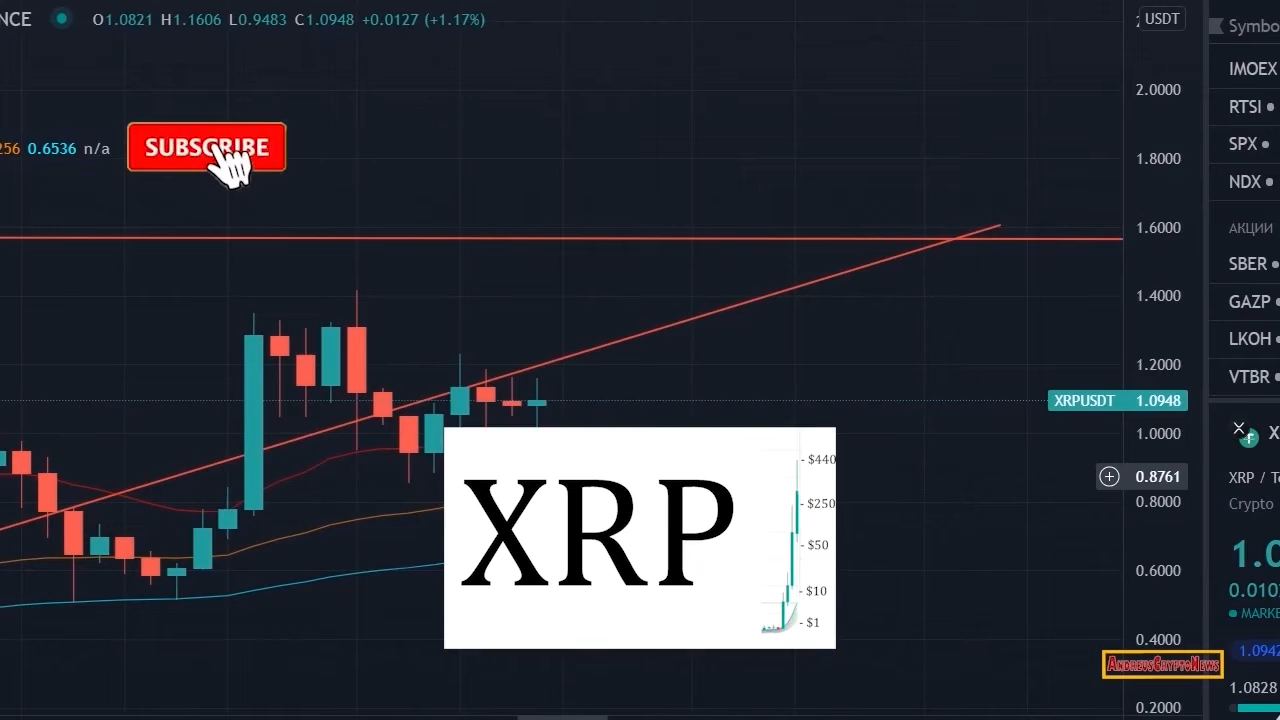 NCE O1.0821 H1.1606 L0.9483 C1.0948 +0.0127 (+1.17%)
USDT
Symbo
2.0000
IMOEX
RTSI
256 0.6536 n/a
SUBSCRIBE
1.8000
SPX
NDX
1.6000
АКЦИИ
SBER
1.4000
GAZP
LKOH
1.2000
VTBR
XRPUSDT 1.0948
1.0000
X
0.8761
XRP / Te
0.8000
Crypto
XRP
- $440
- $250
- $50
- $10
- $1
1.0
0.6000
0.010
MARKE
0.4000
1.0942
ANDREUSCRYPTONEWS
1.0828
0.2000